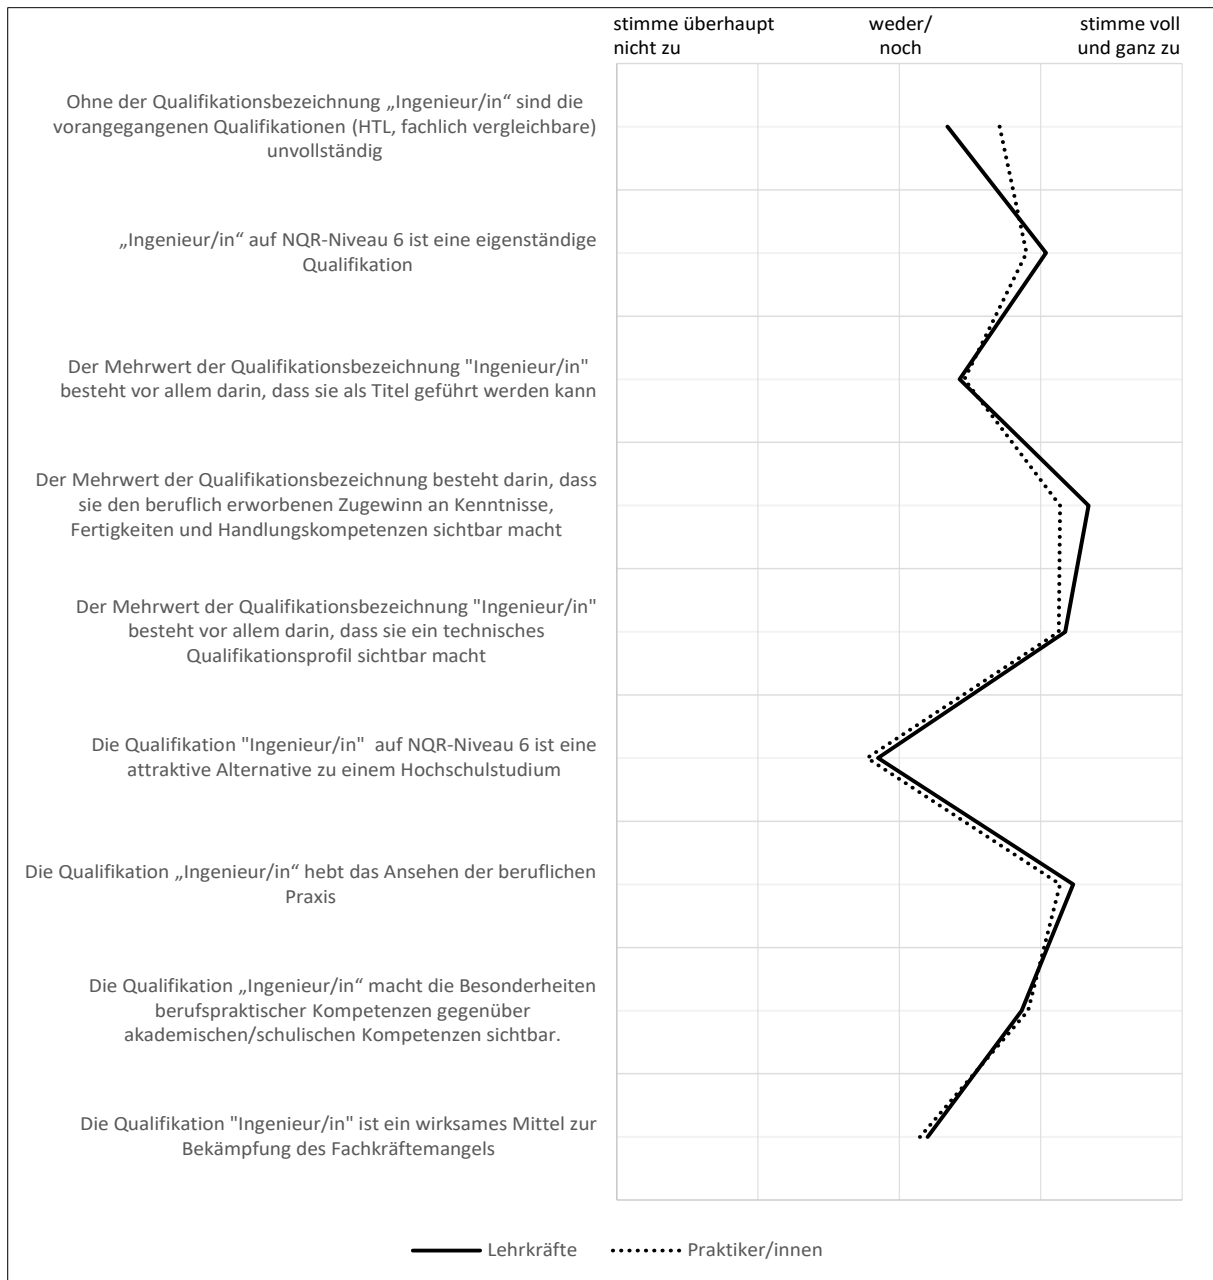 stimme überhaupt nicht zu
weder/ noch
stimme voll und ganz zu
Ohne der Qualifikationsbezeichnung „Ingenieur/in“ sind die
vorangegangenen Qualifikationen (HTL, fachlich vergleichbare)
unvollständig
„Ingenieur/in“ auf NQR-Niveau 6 ist eine eigenständige
Qualifikation
Der Mehrwert der Qualifikationsbezeichnung "Ingenieur/in"
besteht vor allem darin, dass sie als Titel geführt werden kann
Der Mehrwert der Qualifikationsbezeichnung besteht darin, dass
sie den beruflich erworbenen Zugewinn an Kenntnisse,
Fertigkeiten und Handlungskompetenzen sichtbar macht
Der Mehrwert der Qualifikationsbezeichnung "Ingenieur/in"
besteht vor allem darin, dass sie ein technisches
Qualifikationsprofil sichtbar macht
Die Qualifikation "Ingenieur/in" auf NQR-Niveau 6 ist eine
attraktive Alternative zu einem Hochschulstudium
Die Qualifikation „Ingenieur/in“ hebt das Ansehen der beruflichen
Praxis
Die Qualifikation „Ingenieur/in“ macht die Besonderheiten
berufspraktischer Kompetenzen gegenüber
akademischen/schulischen Kompetenzen sichtbar.
Die Qualifikation "Ingenieur/in" ist ein wirksames Mittel zur
Bekämpfung des Fachkräftemangels
Lehrkräfte
Praktiker/innen